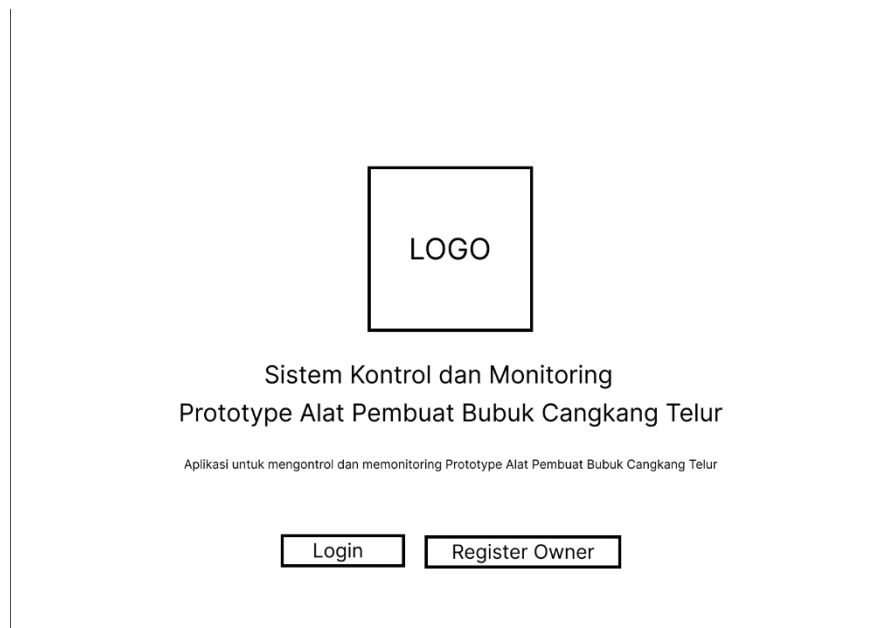 LOGO
Sistem Kontrol dan Monitoring
Prototype Alat Pembuat Bubuk Cangkang Telur
Aplikasi untuk mengontrol dan memonitoring Prototype Alat Pembuat Bubuk Cangkang Telur
Login
Register Owner